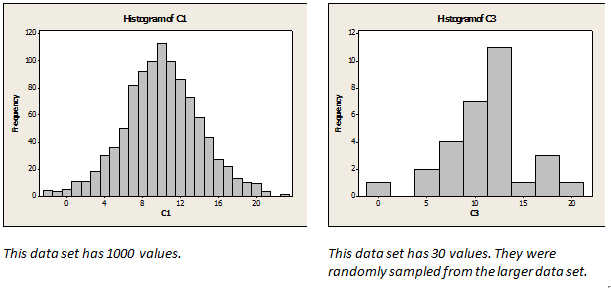 Histogram of C1
120
100
80
60
40
20
0
Frequency
0 4 8 12 16 20
C1
This data set has 1000 values.
Histogram of C3
12
10
8
6
4
2
0
Frequency
0 5 10 15 20
C3
This data set has 30 values. They were
randomly sampled from the larger data set.